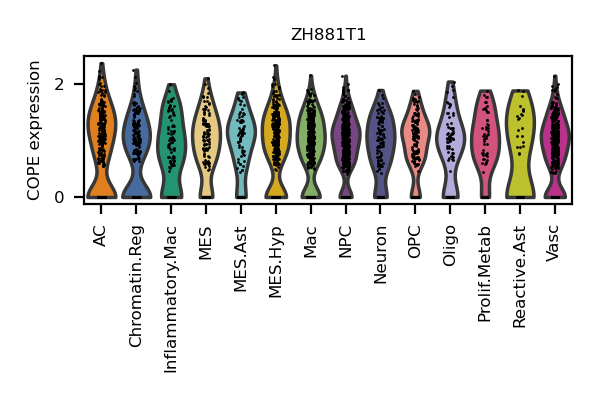 ZH881T1
COPE expression
2
0
AC
Chromatin.Reg
Inflammatory.Mac
MES
MES.Ast
MES.Hyp
Mac
NPC
Neuron
OPC
Oligo
Prolif.Metab
Reactive.Ast
Vasc